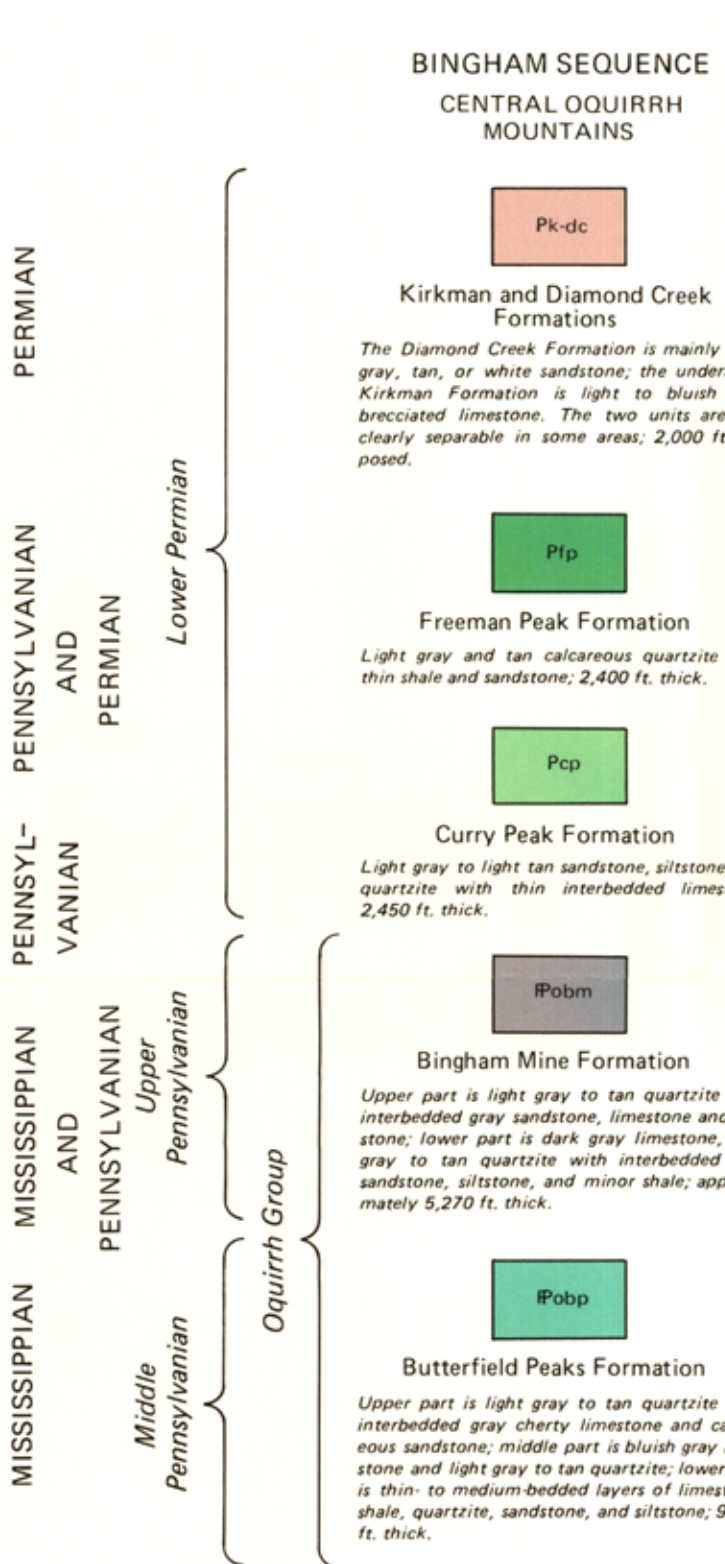 BINGHAM SEQUENCE
CENTRAL OQUIRRH
MOUNTAINS
PERMIAN
PENNSYLVANIAN
AND
PERMIAN
PENNSYL–
VANIAN
MISSISSIPPIAN
AND
PENNSYLVANIAN
MISSISSIPPIAN
Lower Permian
Upper
Pennsylvanian
Middle
Pennsylvanian
Oquirrh Group
Pk-dc
Kirkman and Diamond Creek
Formations
The Diamond Creek Formation is mainly
gray, tan, or white sandstone; the under
Kirkman Formation is light to bluish
brecciated limestone. The two units are
clearly separable in some areas; 2,000 ft
posed.
Pfp
Freeman Peak Formation
Light gray and tan calcareous quartzite
thin shale and sandstone; 2,400 ft. thick.
Pcp
Curry Peak Formation
Light gray to light tan sandstone, siltstone
quartzite with thin interbedded limes
2,450 ft. thick.
ℙobm
Bingham Mine Formation
Upper part is light gray to tan quartzite
interbedded gray sandstone, limestone and
stone; lower part is dark gray limestone,
gray to tan quartzite with interbedded
sandstone, siltstone, and minor shale; app
mately 5,270 ft. thick.
ℙobp
Butterfield Peaks Formation
Upper part is light gray to tan quartzite
interbedded gray cherty limestone and ca
eous sandstone; middle part is bluish gray
stone and light gray to tan quartzite; lower
is thin- to medium-bedded layers of limest
shale, quartzite, sandstone, and siltstone; 9
ft. thick.